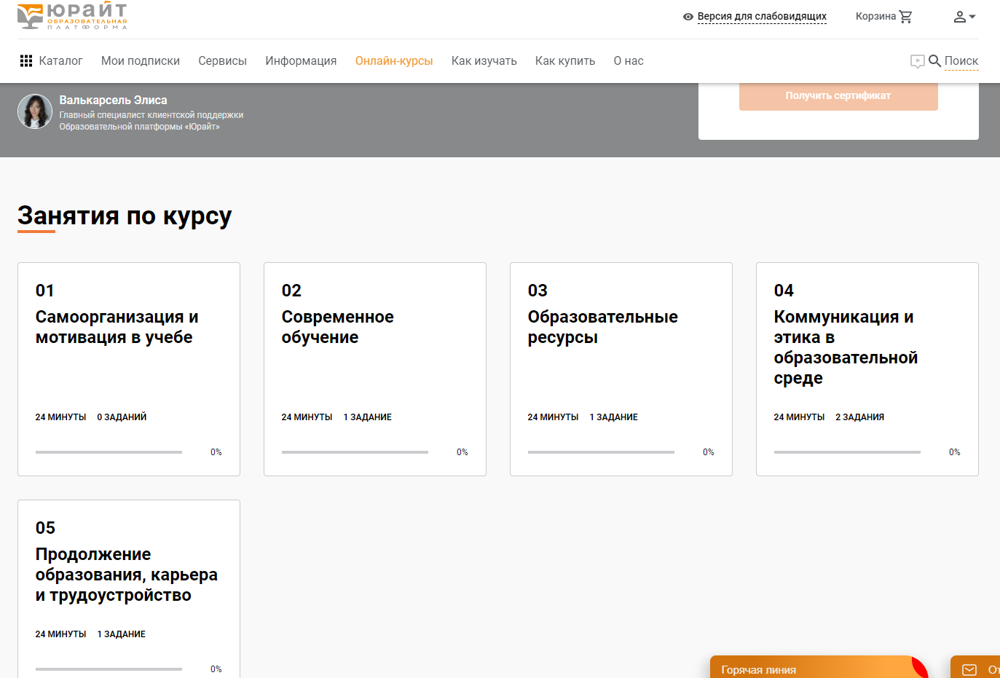 ЮРАЙТ
ОБРАЗОВАТЕЛЬНАЯ
ПЛАТФОРМА
Версия для слабовидящих
Корзина
Каталог
Мои подписки
Сервисы
Информация
Онлайн-курсы
Как изучать
Как купить
О нас
Поиск
Валькарсель Элиса
Главный специалист клиентской поддержки
Образовательной платформы «Юрайт»
Получить сертификат
Занятия по курсу
01
Самоорганизация и
мотивация в учебе
24 МИНУТЫ 0 ЗАДАНИЙ
0%
02
Современное
обучение
24 МИНУТЫ 1 ЗАДАНИЕ
0%
03
Образовательные
ресурсы
24 МИНУТЫ 1 ЗАДАНИЕ
0%
04
Коммуникация и
этика в
образовательной
среде
24 МИНУТЫ 2 ЗАДАНИЯ
0%
05
Продолжение
образования, карьера
и трудоустройство
24 МИНУТЫ 1 ЗАДАНИЕ
0%
Горячая линия